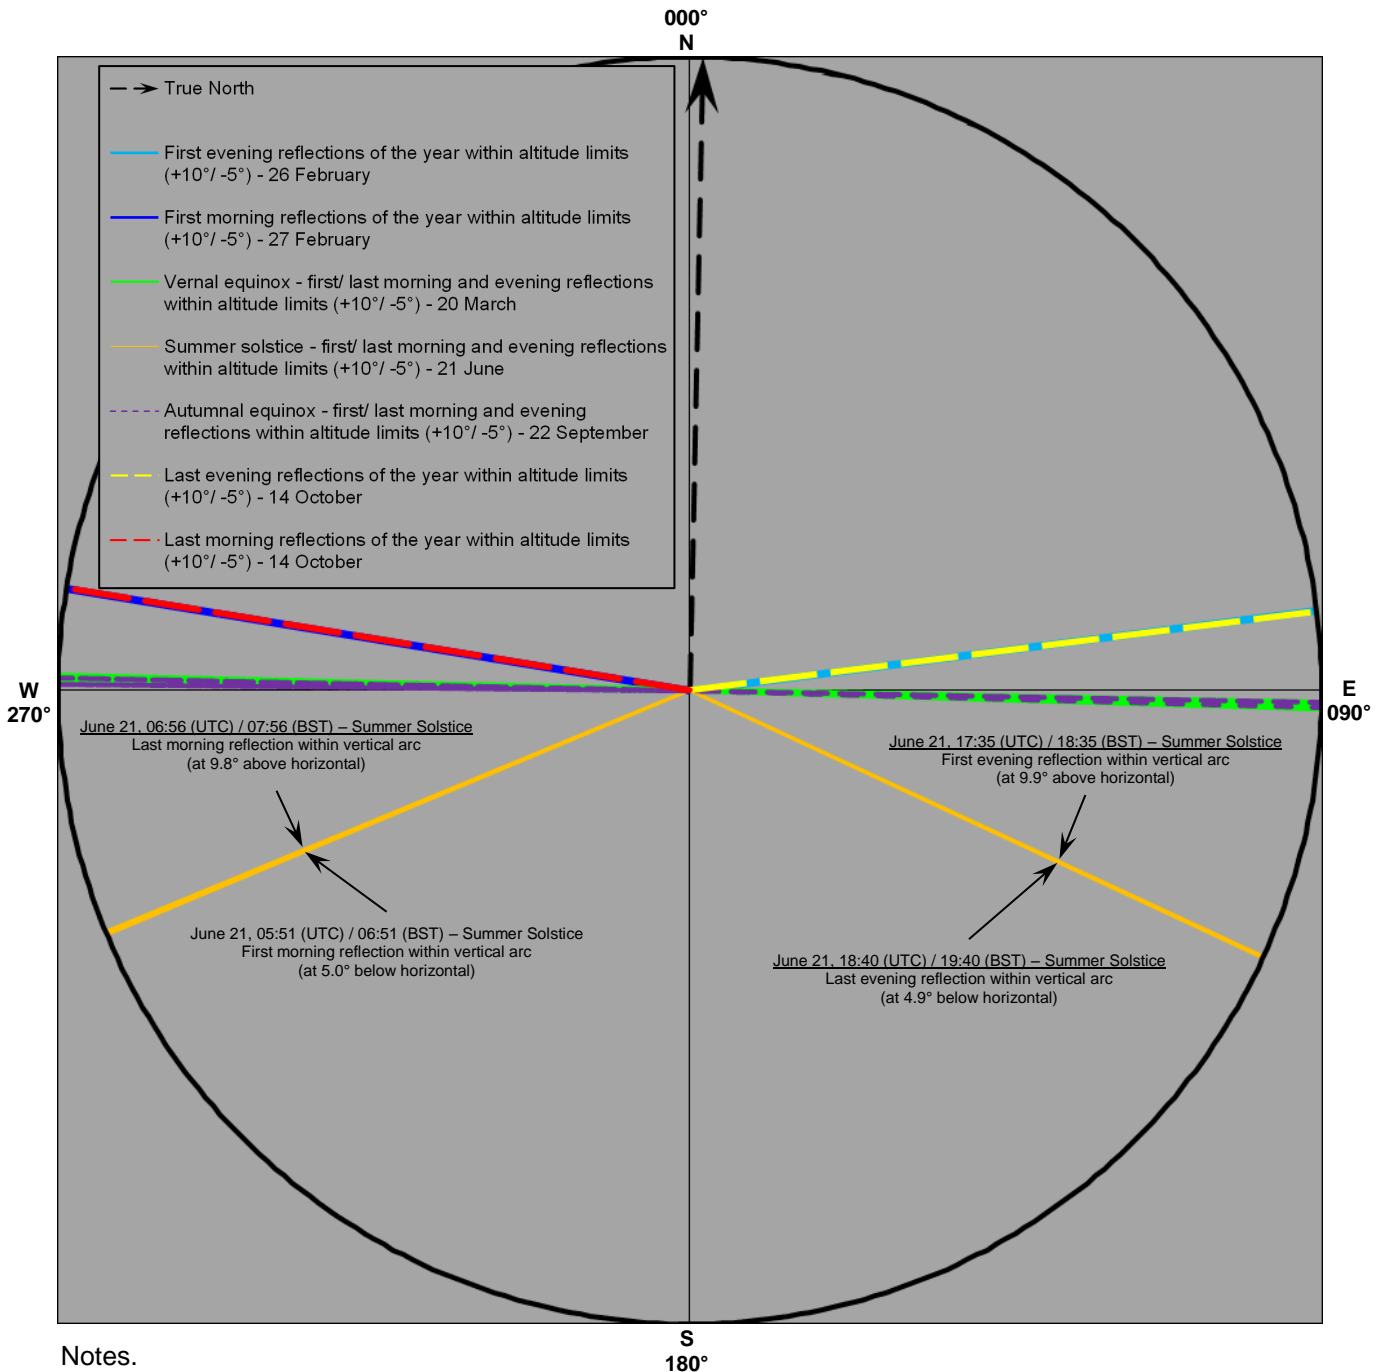 000°
N
True North
First evening reflections of the year within altitude limits
(+10°/ -5°) - 26 February
First morning reflections of the year within altitude limits
(+10°/ -5°) - 27 February
Vernal equinox - first/ last morning and evening reflections
within altitude limits (+10°/ -5°) - 20 March
Summer solstice - first/ last morning and evening reflections
within altitude limits (+10°/ -5°) - 21 June
Autumnal equinox - first/ last morning and evening
reflections within altitude limits (+10°/ -5°) - 22 September
Last evening reflections of the year within altitude limits
(+10°/ -5°) - 14 October
Last morning reflections of the year within altitude limits
(+10°/ -5°) - 14 October
W
270°
E
090°
June 21, 06:56 (UTC) / 07:56 (BST) – Summer Solstice
Last morning reflection within vertical arc
(at 9.8° above horizontal)
June 21, 17:35 (UTC) / 18:35 (BST) – Summer Solstice
First evening reflection within vertical arc
(at 9.9° above horizontal)
June 21, 05:51 (UTC) / 06:51 (BST) – Summer Solstice
First morning reflection within vertical arc
(at 5.0° below horizontal)
June 21, 18:40 (UTC) / 19:40 (BST) – Summer Solstice
Last evening reflection within vertical arc
(at 4.9° below horizontal)
S
180°
Notes.